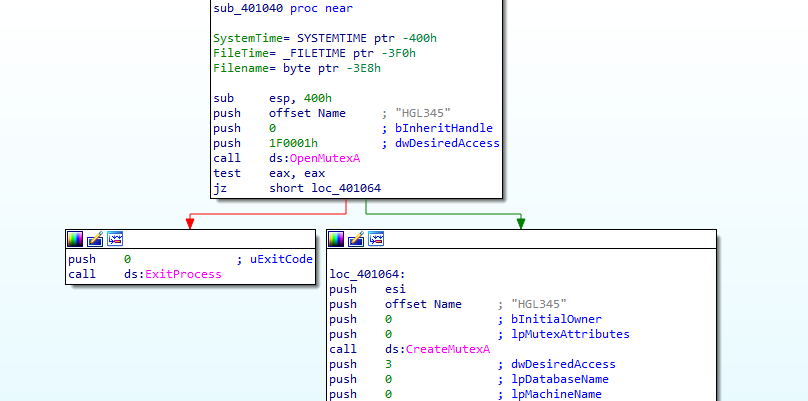 sub_401040 proc near
SystemTime= SYSTEMTIME ptr -400h
FileTime= _FILETIME ptr -3F0h
Filename= byte ptr -3E8h
sub     esp, 400h
push    offset Name     ; "HGL345"
push    0               ; bInheritHandle
push    1F0001h         ; dwDesiredAccess
call    ds:OpenMutexA
test    eax, eax
jz      short loc_401064
push    0               ; uExitCode
call    ds:ExitProcess
loc_401064:
push    esi
push    offset Name     ; "HGL345"
push    0               ; bInitialOwner
push    0               ; lpMutexAttributes
call    ds:CreateMutexA
push    3               ; dwDesiredAccess
push    0               ; lpDatabaseName
push    0               ; lpMachineName